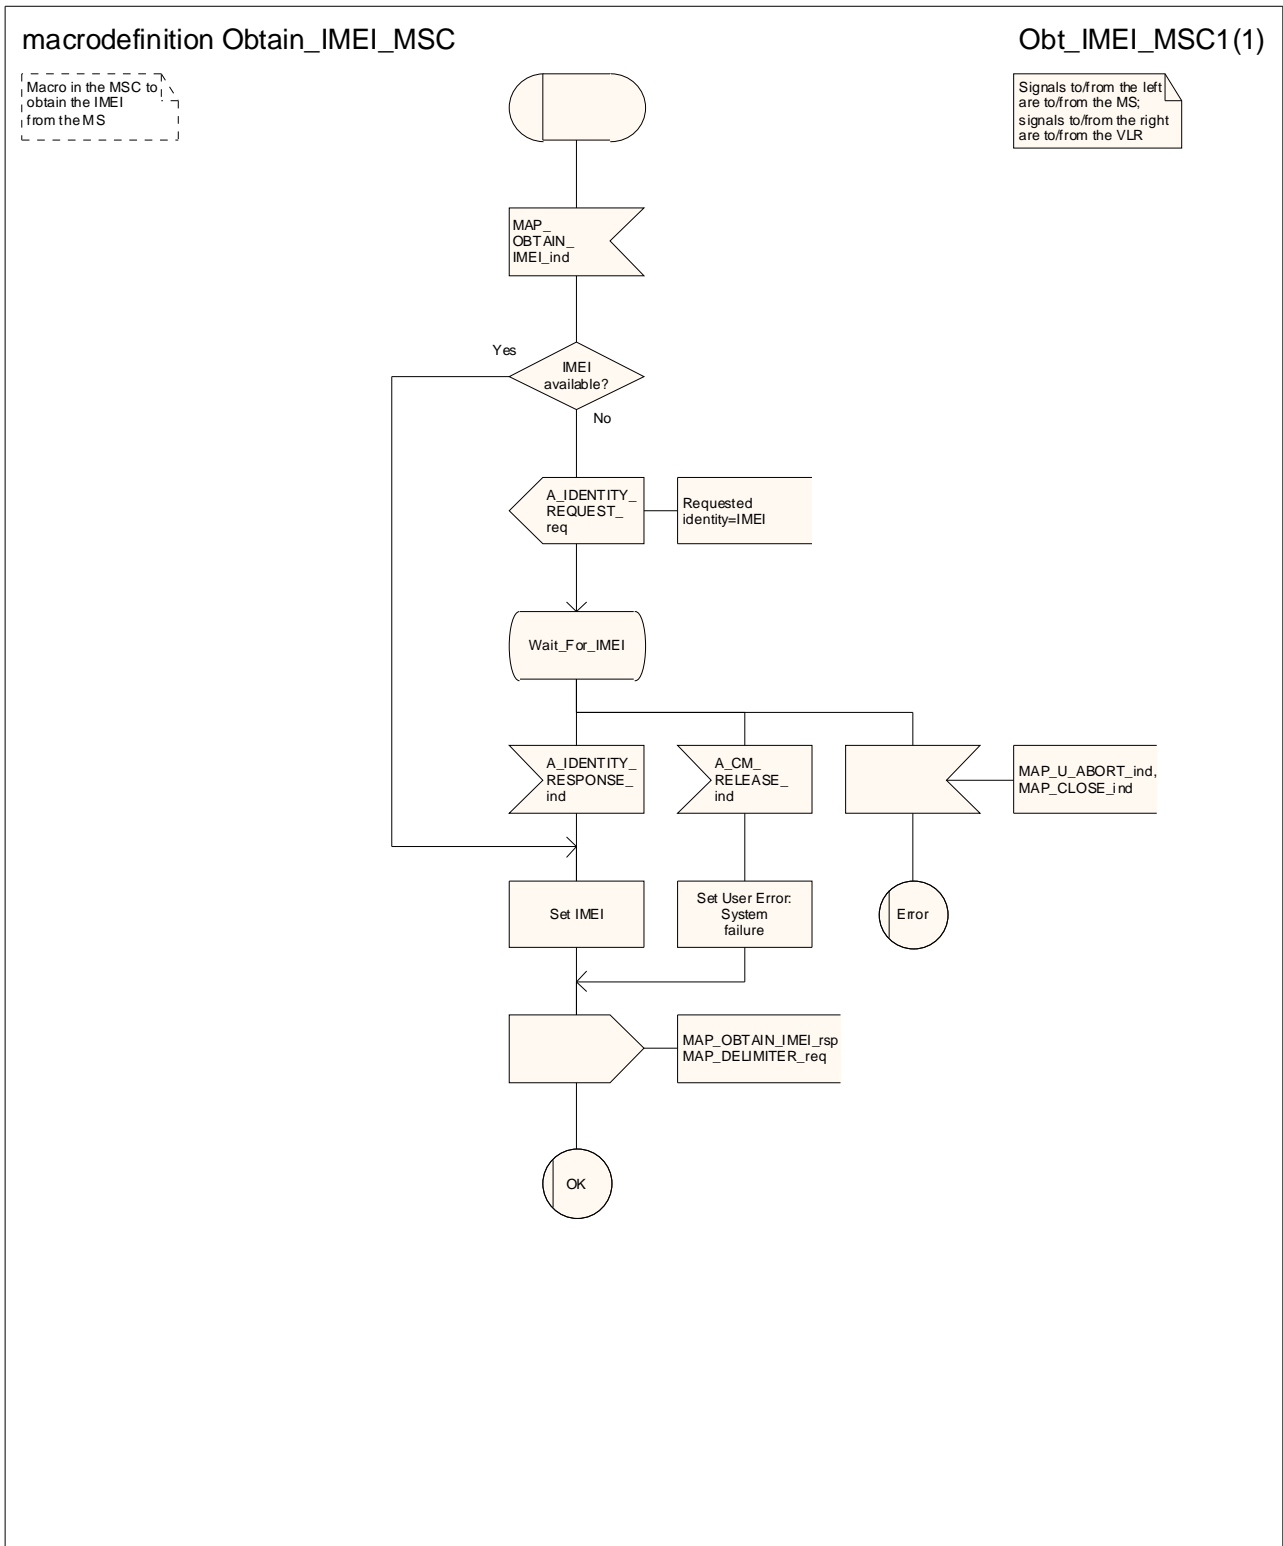 macrodefinition Obtain_IMEI_MSC
Obt_IMEI_MSC1(1)
Macro in the MSC to
obtain the IMEI
from the MS
Signals to/from the left
are to/from the MS;
signals to/from the right
are to/from the VLR
MAP_
OBTAIN_
IMEI_ind
Yes
IMEI
available?
No
A_IDENTITY_
REQUEST_
req
Requested
identity=IMEI
Wait_For_IMEI
A_IDENTITY_
RESPONSE_
ind
A_CM_
RELEASE_
ind
MAP_U_ABORT_ind,
MAP_CLOSE_ind
Set IMEI
Set User Error:
System
failure
Error
MAP_OBTAIN_IMEI_rsp
MAP_DELIMITER_req
OK